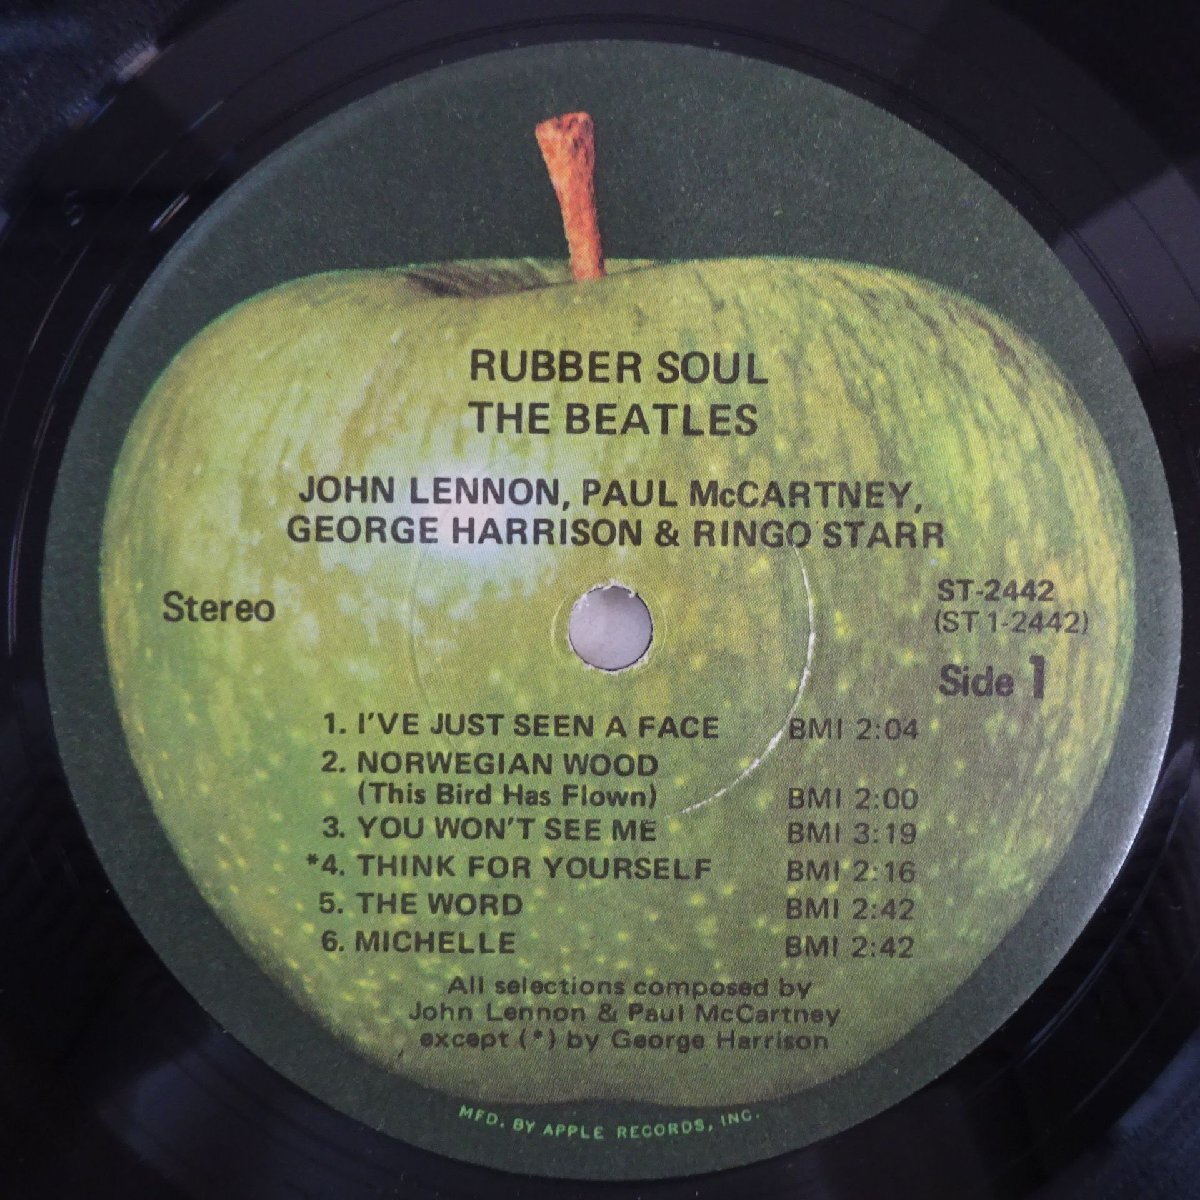 RUBBER SOUL
THE BEATLES
JOHN LENNON, PAUL McCARTNEY,
GEORGE HARRISON & RINGO STARR
Stereo
ST-2442
(ST 1-2442)
Side 1
1. I'VE JUST SEEN A FACE BMI 2:04
2. NORWEGIAN WOOD
(This Bird Has Flown) BMI 2:00
3. YOU WON'T SEE ME BMI 3:19
*4. THINK FOR YOURSELF BMI 2:16
5. THE WORD BMI 2:42
6. MICHELLE BMI 2:42
All selections composed by
John Lennon & Paul McCartney
except (*) by George Harrison
MFD. BY APPLE RECORDS, INC.